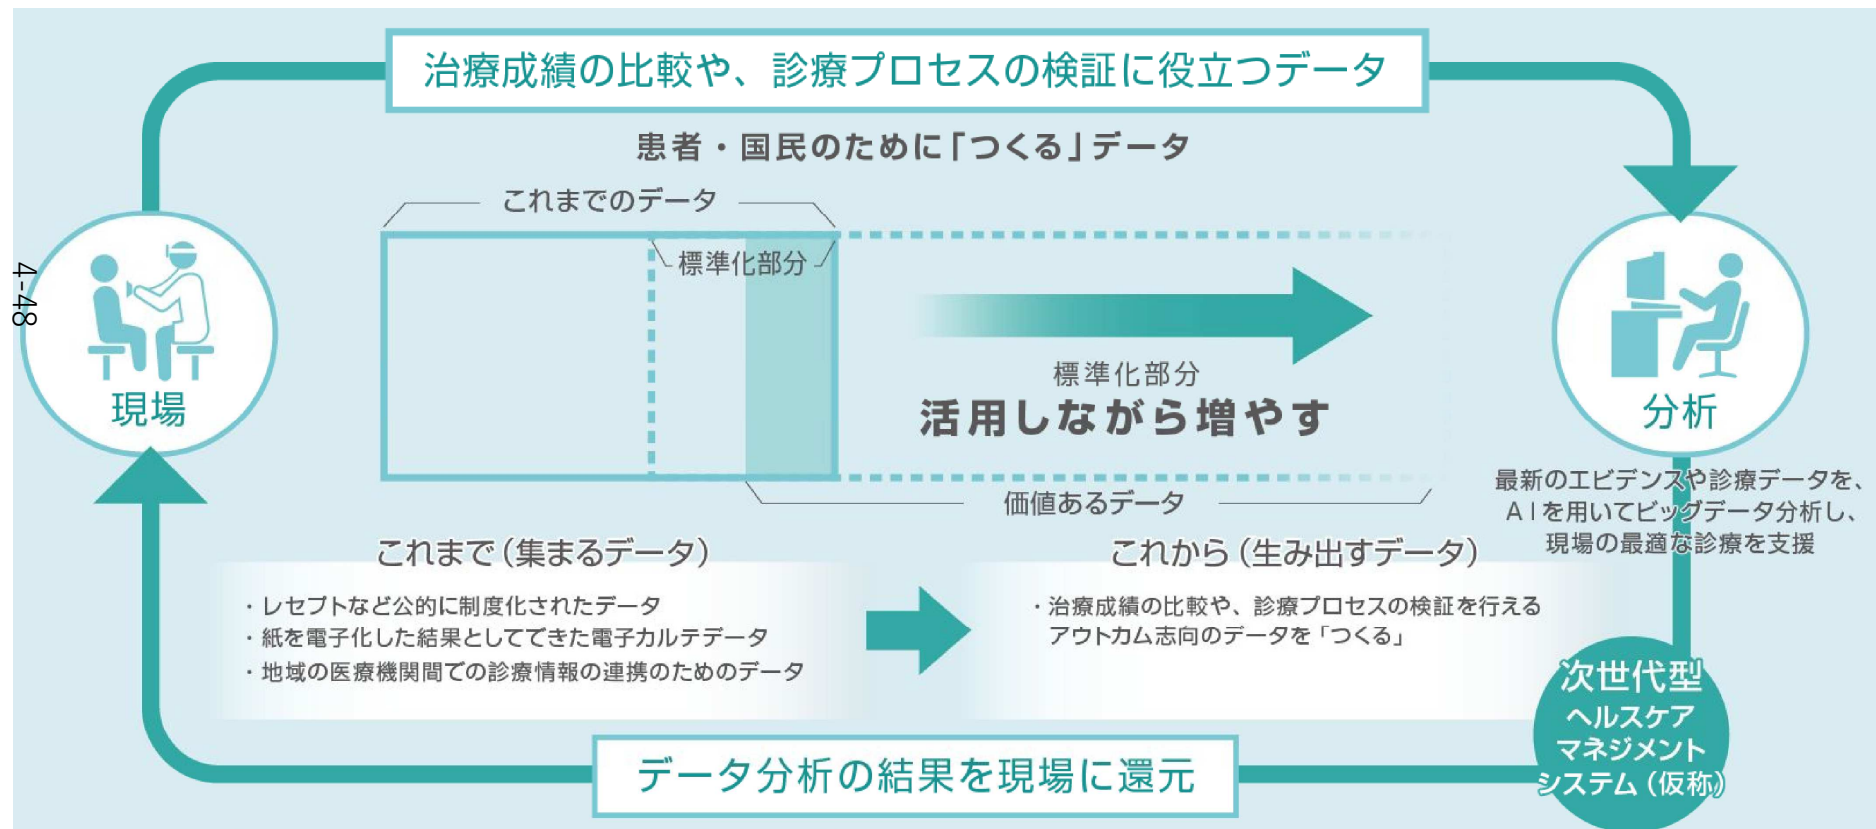 治療成績の比較や、診療プロセスの検証に役立つデータ
患者・国民のために「つくる」データ
これまでのデータ
標準化部分
4-48
現場
標準化部分
活用しながら増やす
分析
価値あるデータ
最新のエビデンスや診療データを、
AIを用いてビッグデータ分析し、
現場の最適な診療を支援
これまで(集まるデータ)
・レセプトなど公的に制度化されたデータ
・紙を電子化した結果としてできた電子カルテデータ
・地域の医療機関間での診療情報の連携のためのデータ
これから(生み出すデータ)
・治療成績の比較や、診療プロセスの検証を行える
アウトカム志向のデータを「つくる」
次世代型
ヘルスケア
マネジメント
システム(仮称)
データ分析の結果を現場に還元